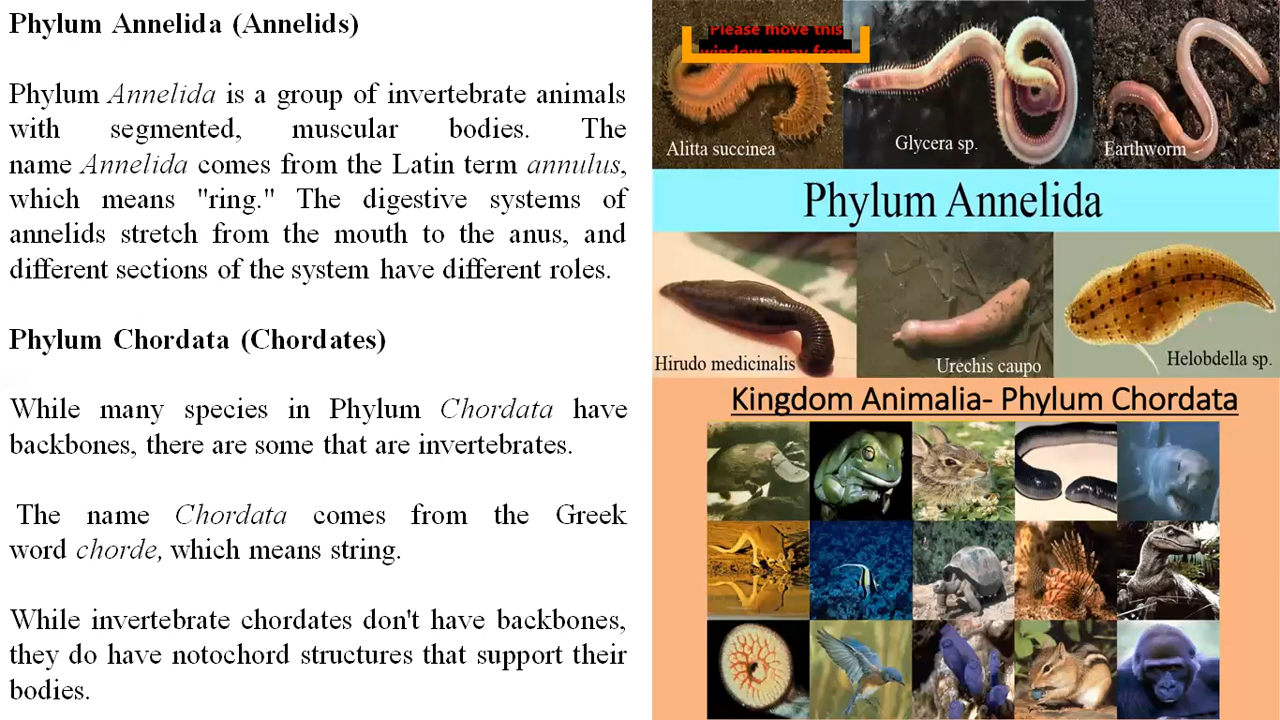 Phylum Annelida (Annelids)
Phylum Annelida is a group of invertebrate animals
with segmented, muscular bodies. The
name Annelida comes from the Latin term annulus,
which means "ring." The digestive systems of
annelids stretch from the mouth to the anus, and
different sections of the system have different roles.
Phylum Chordata (Chordates)
While many species in Phylum Chordata have
backbones, there are some that are invertebrates.
The name Chordata comes from the Greek
word chorde, which means string.
While invertebrate chordates don't have backbones,
they do have notochord structures that support their
bodies.
Please move this
window away from
Alitta succinea
Glycera sp.
Earthworm
Phylum Annelida
Hirudo medicinalis
Urechis caupo
Helobdella sp.
Kingdom Animalia- Phylum Chordata